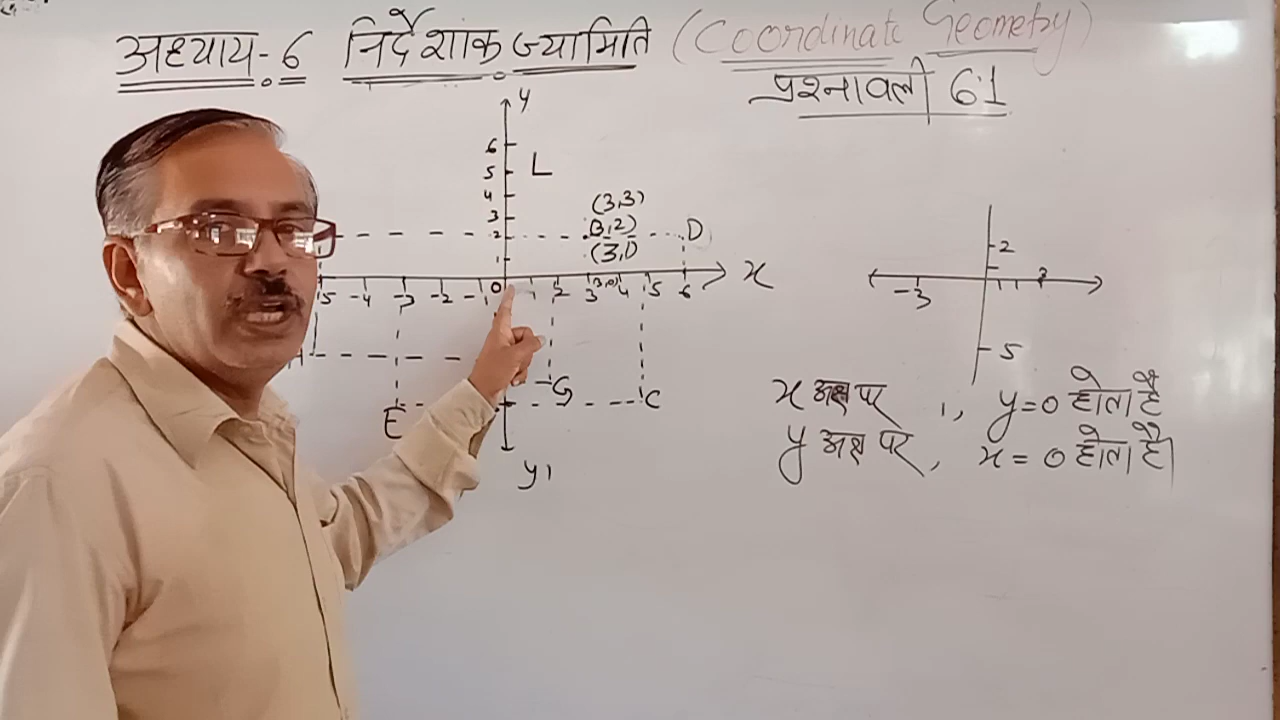 अध्याय-6 निर्देशांक ज्यामिति (Coordinate Geometry)
प्रश्नावली 6.1
y
6
5 L
4 (3,3)
3 (3,2)
2 D
1 (3,1)
-5 -4 -3 -2 -1 0 1 2 3 (3,0) 4 5 6 x
G C
E
y1
2
-3 3
-5
x अक्ष पर , y=0 होता है
y अक्ष पर, x=0 होता है।